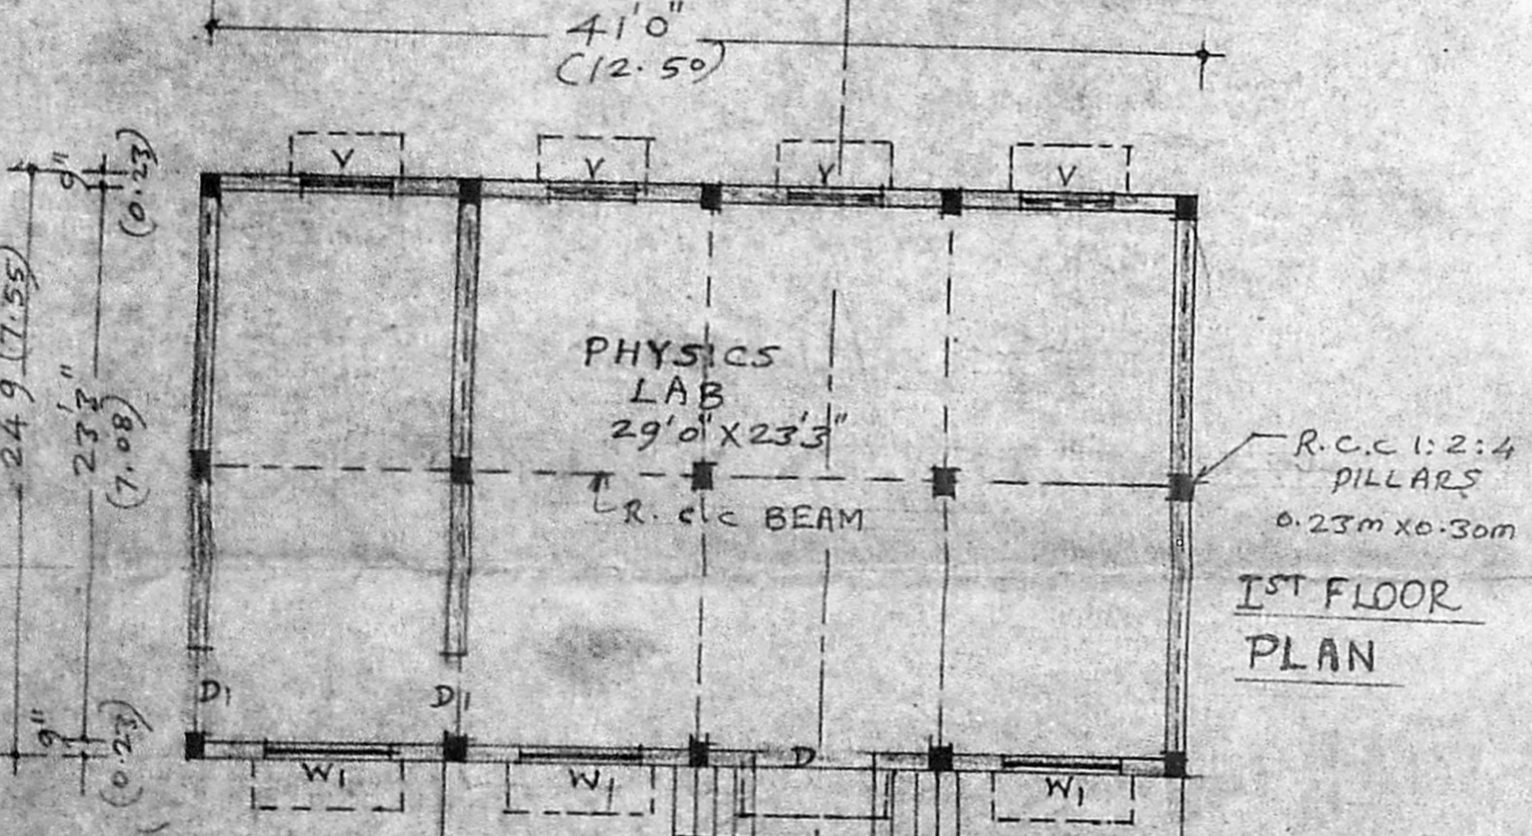 41'0"
(12.50)
9"
(0.23)
V
V
V
V
24'9 (7.55)
23'3"
(7.08)
PHYSICS
LAB
29'0" X 23'3"
R.C.C 1:2:4
PILLARS
0.23m X 0.30m
R.C.C BEAM
IST FLOOR
PLAN
D1
D1
9"
(0.23)
D
W1
W1
W1